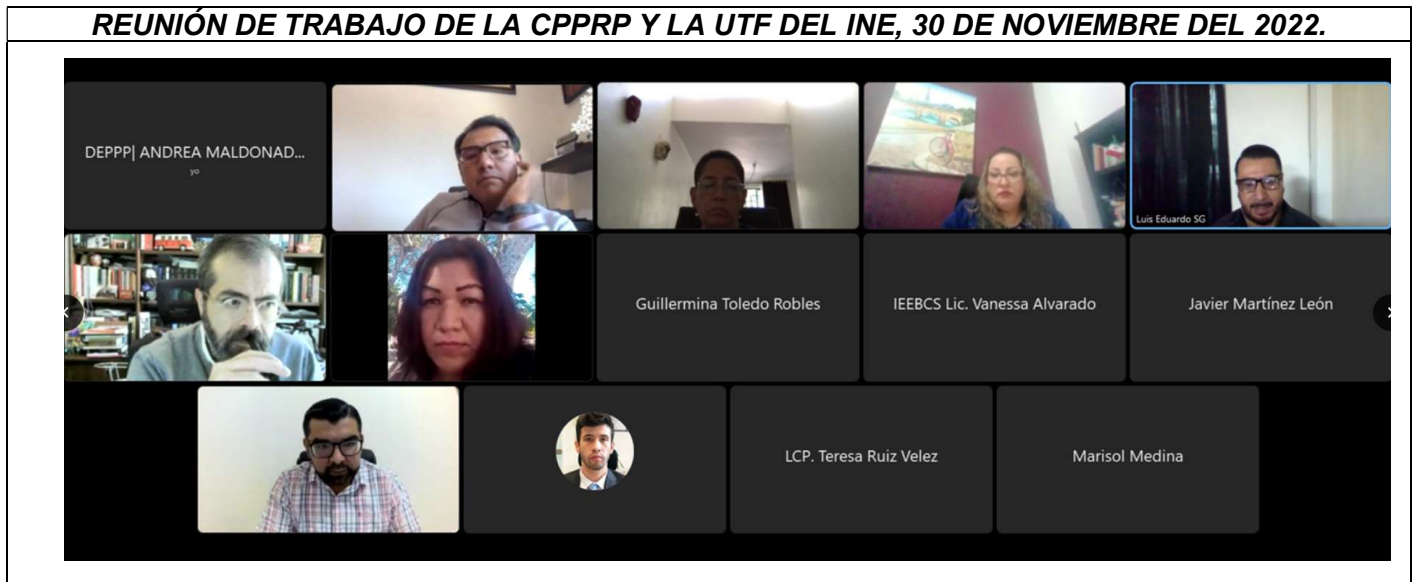 REUNIÓN DE TRABAJO DE LA CPPRP Y LA UTF DEL INE, 30 DE NOVIEMBRE DEL 2022.
DEPPP| ANDREA MALDONAD...
yo
Luis Eduardo SG
Guillermina Toledo Robles
IEEBCS Lic. Vanessa Alvarado
Javier Martínez León
LCP. Teresa Ruiz Velez
Marisol Medina